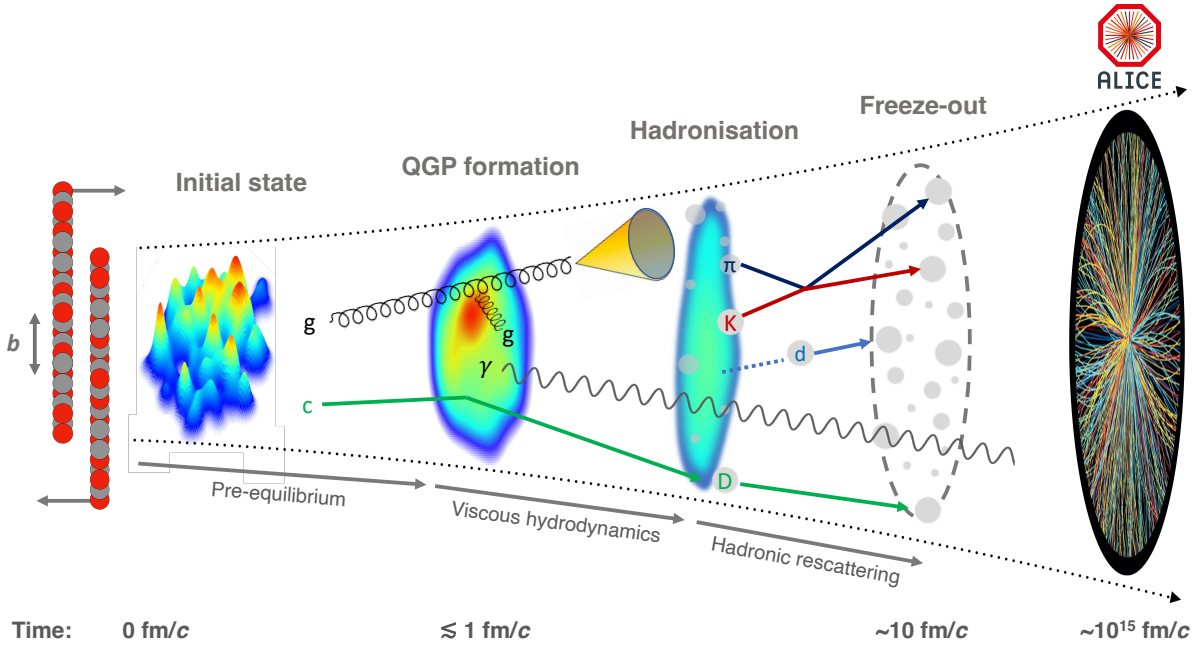 ALICE
Freeze-out
Hadronisation
QGP formation
Initial state
π
g
K
g
b
d
γ
c
D
Pre-equilibrium
Viscous hydrodynamics
Hadronic rescattering
Time: 0 fm/c ≲ 1 fm/c ~10 fm/c ~10¹⁵ fm/c